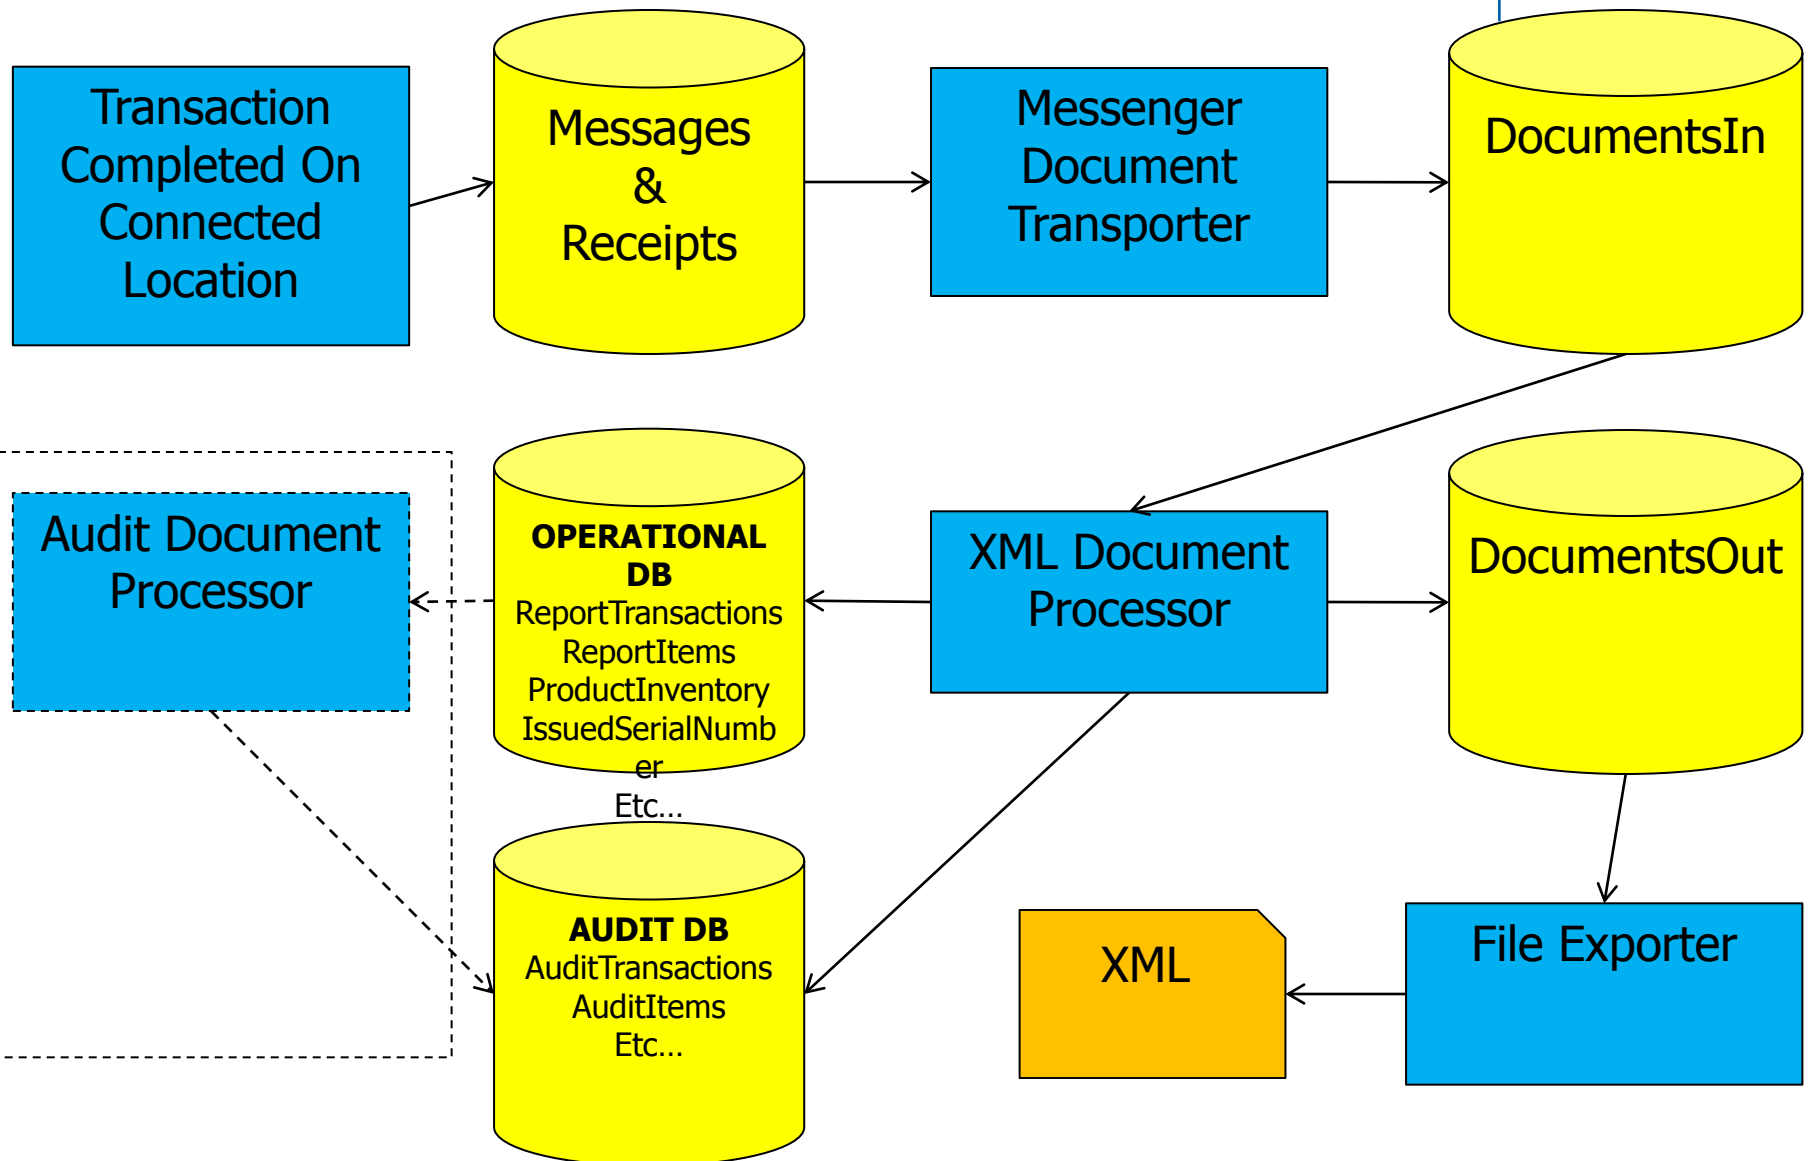 Transaction
Completed On
Connected
Location
Messages
&
Receipts
Messenger
Document
Transporter
DocumentsIn
Audit Document
Processor
OPERATIONAL
DB
ReportTransactions
ReportItems
ProductInventory
IssuedSerialNumb
er
Etc...
XML Document
Processor
DocumentsOut
AUDIT DB
AuditTransactions
AuditItems
Etc...
XML
File Exporter